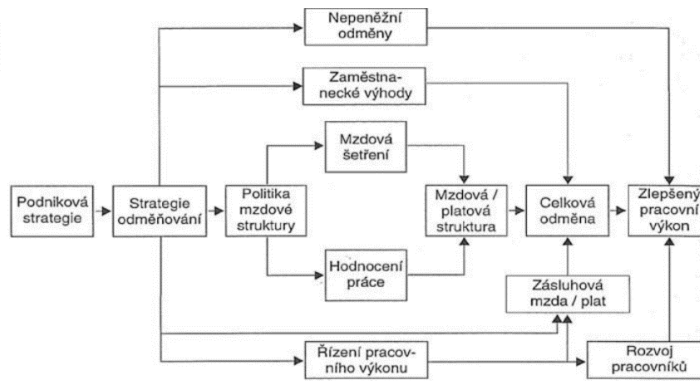 Nepeněžní
odměny
Zaměstna-
necké výhody
Mzdová
šetření
Podniková
strategie
Strategie
odměňování
Politika
mzdové
struktury
Mzdová /
platová
struktura
Celková
odměna
Zlepšený
pracovní
výkon
Hodnocení
práce
Zásluhová
mzda / plat
Řízení pracov-
ního výkonu
Rozvoj
pracovníků